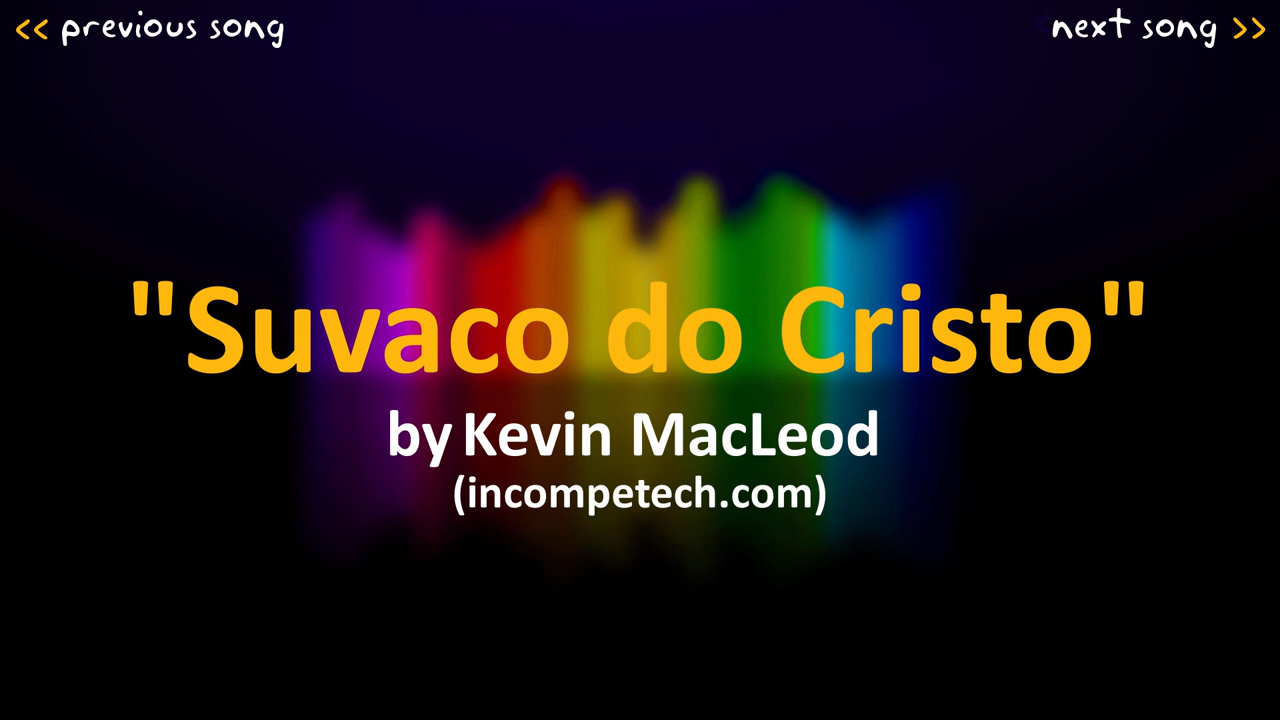 << previous song
next song >>
"Suvaco do Cristo"
by Kevin MacLeod
(incompetech.com)